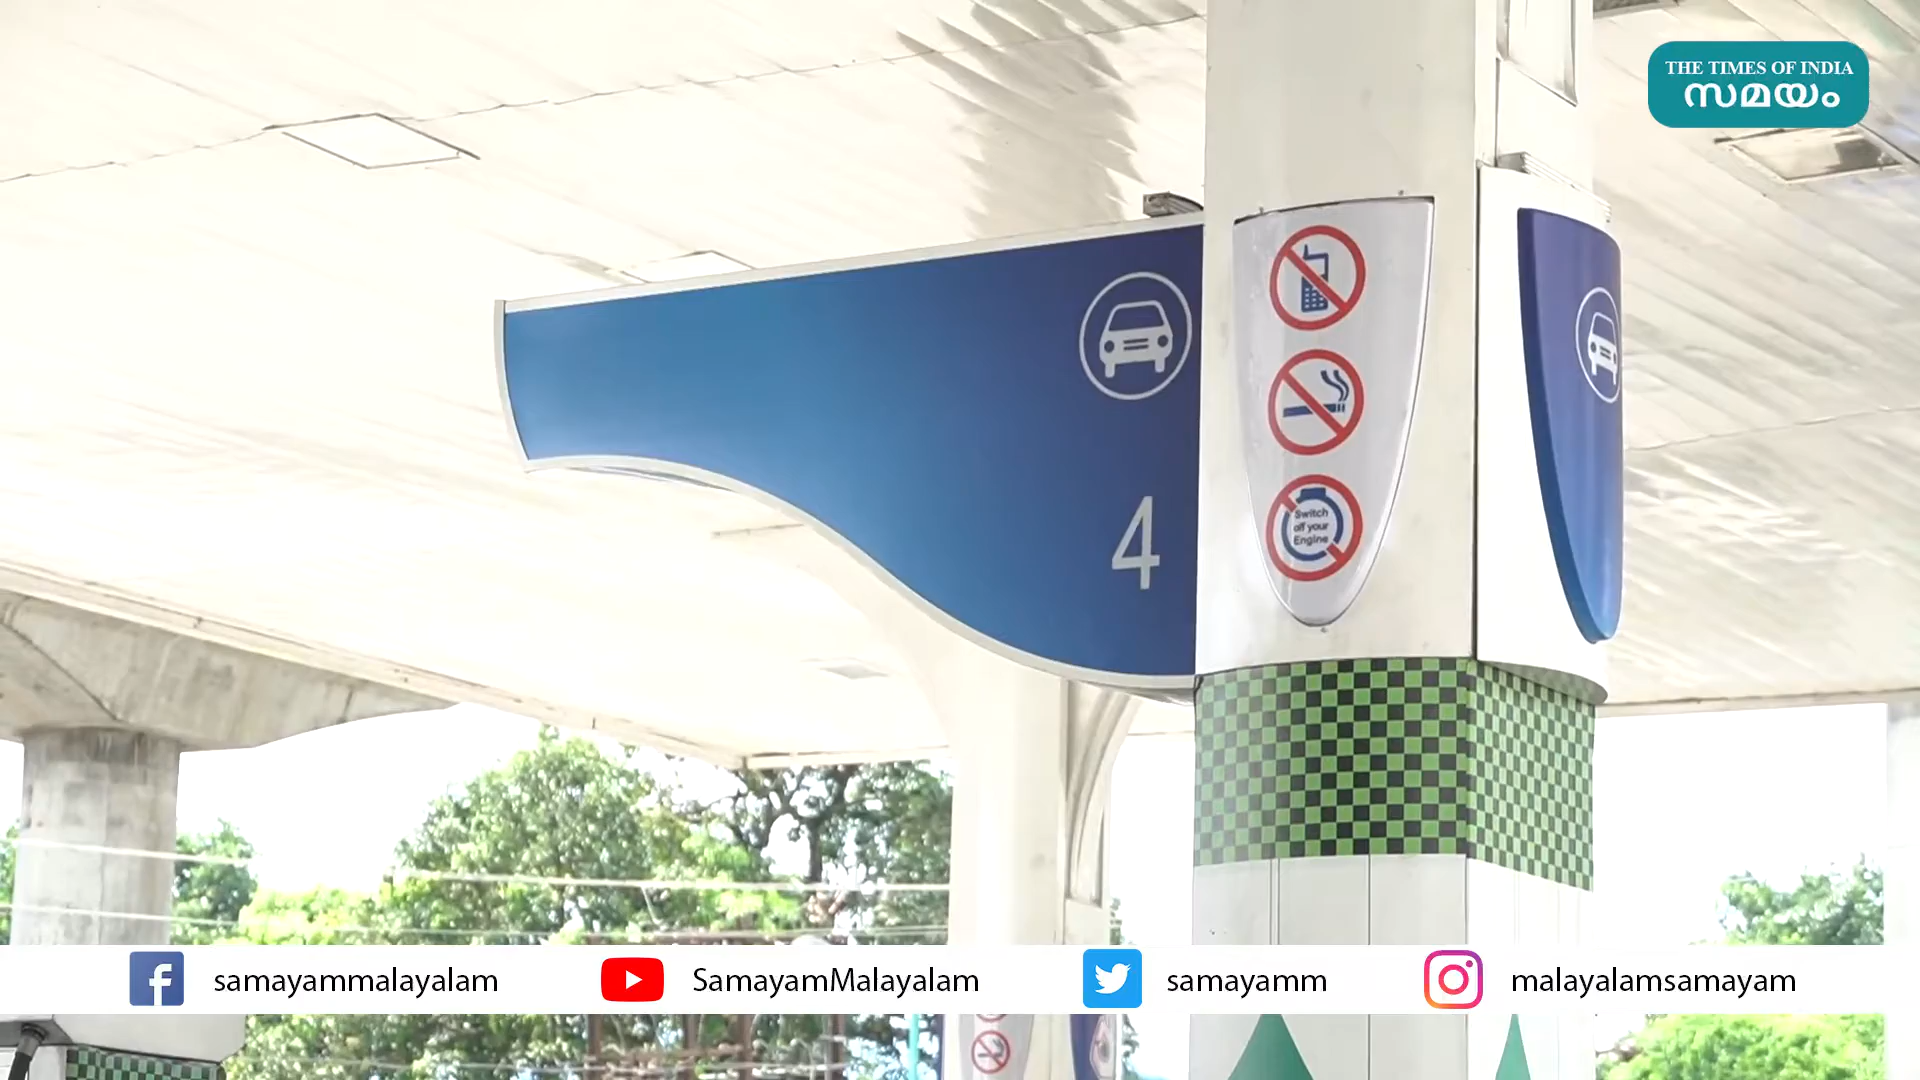 THE TIMES OF INDIA
സമയം
4
Switch
off your
Engine
samayammalayalam
SamayamMalayalam
samayamm
malayalamsamayam